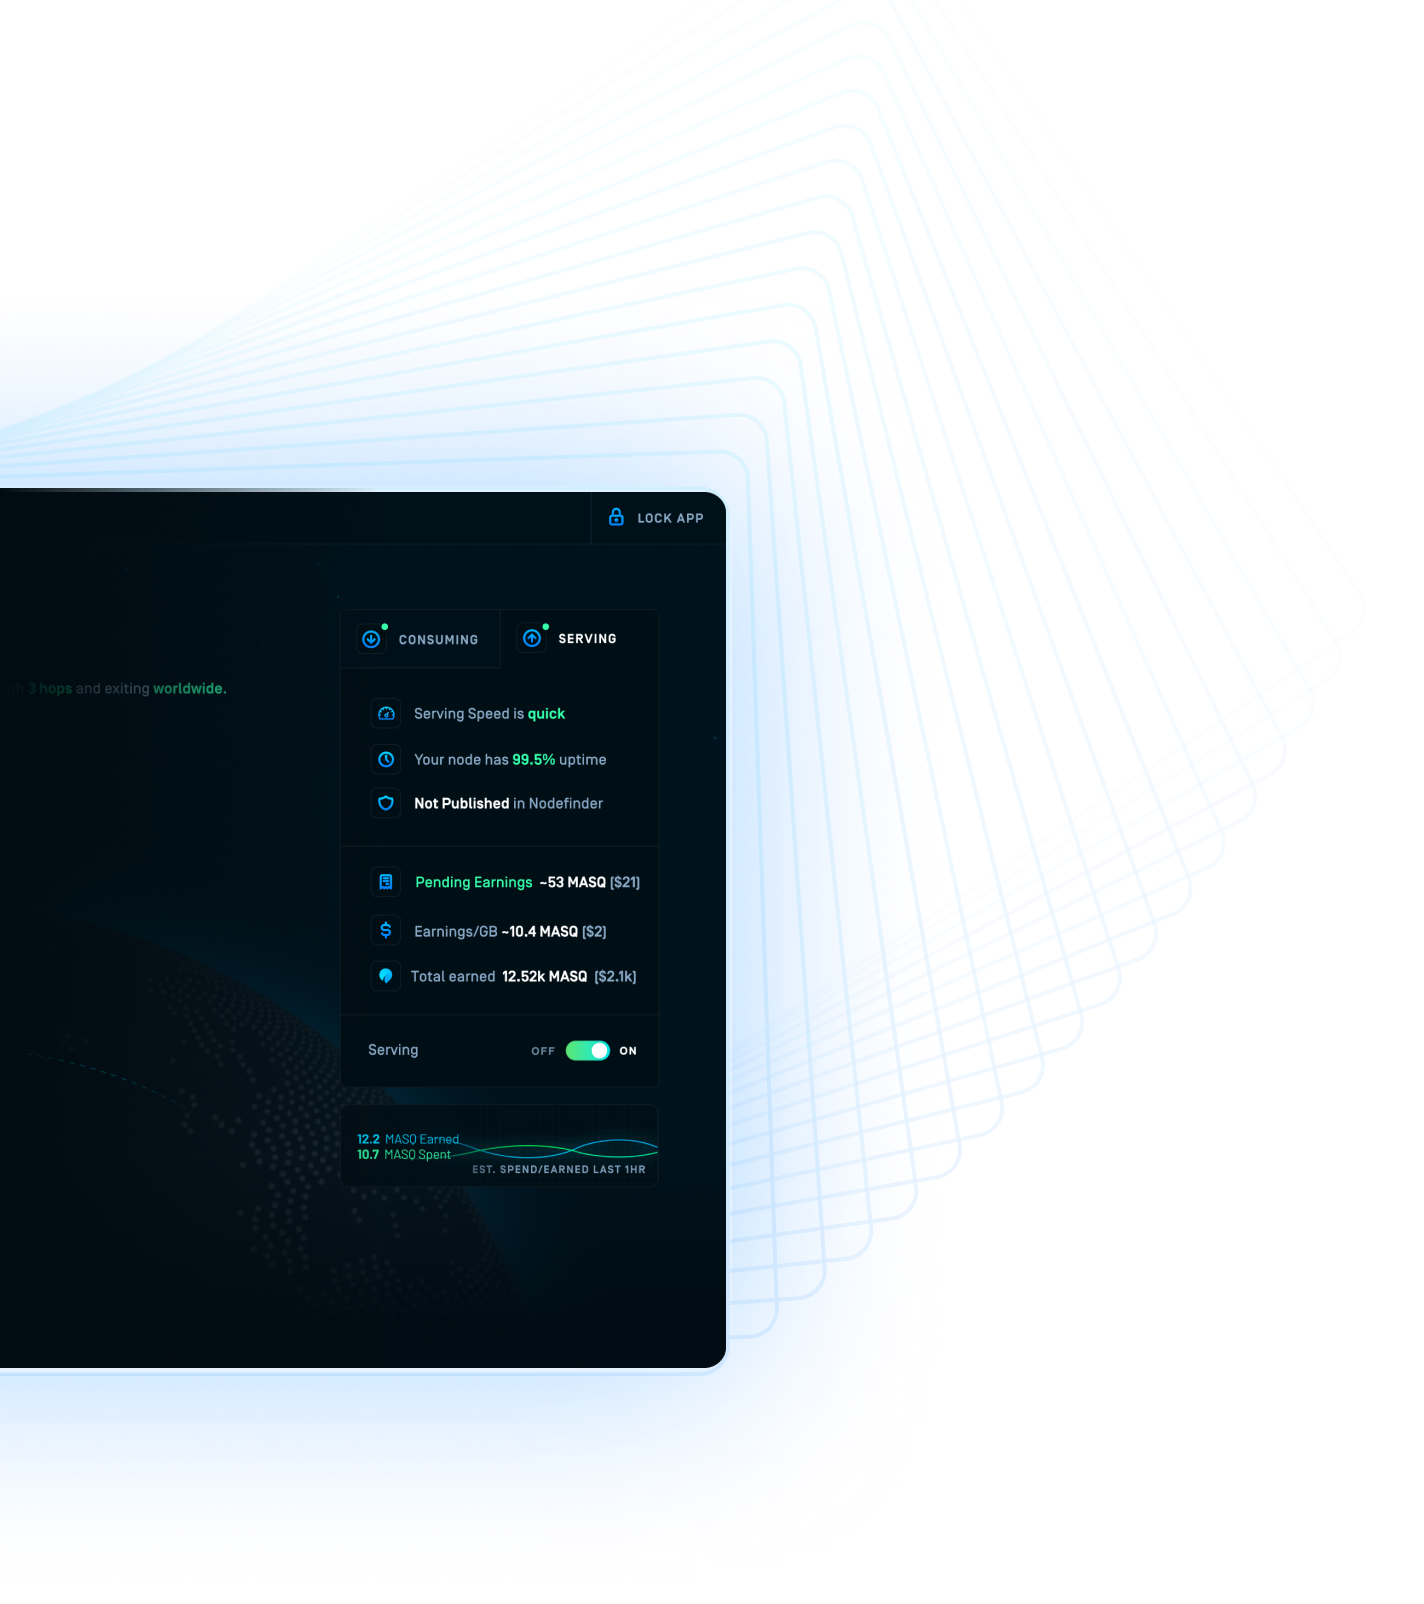 LOCK APP
CONSUMING
SERVING
3 hops and exiting worldwide.
Serving Speed is quick
Your node has 99.5% uptime
Not Published in Nodefinder
Pending Earnings ~53 MASQ [$21]
Earnings/GB ~10.4 MASQ [$2]
Total earned 12.52k MASQ [$2.1k]
Serving OFF ON
12.2 MASQ Earned
10.7 MASQ Spent
EST. SPEND/EARNED LAST 1HR